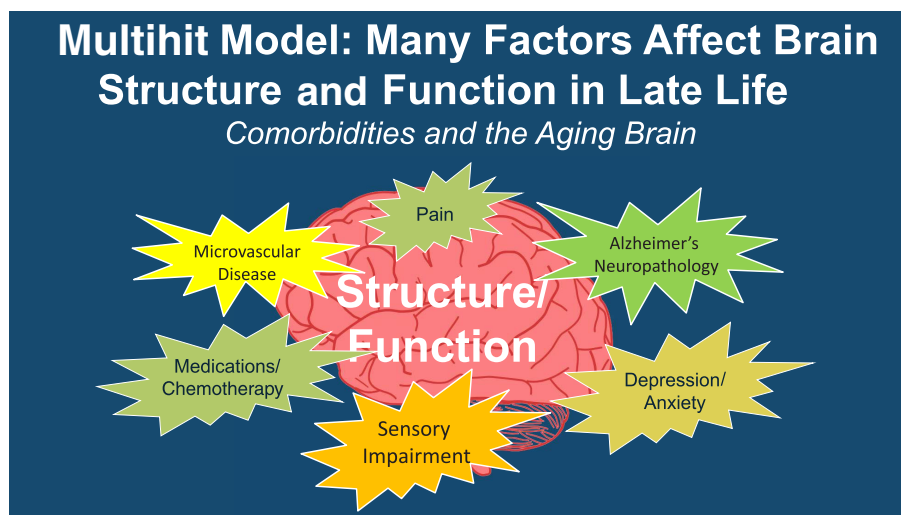 Multihit Model: Many Factors Affect Brain
Structure and Function in Late Life
Comorbidities and the Aging Brain
Pain
Microvascular
Disease
Alzheimer’s
Neuropathology
Structure/
Function
Medications/
Chemotherapy
Depression/
Anxiety
Sensory
Impairment